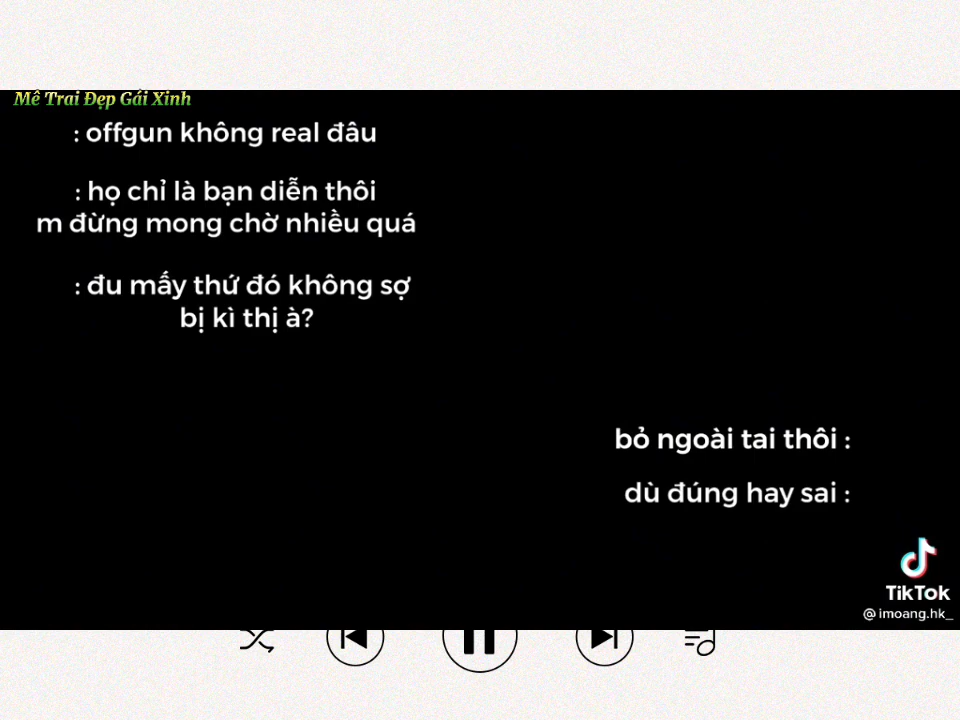 Mê Trai Đẹp Gái Xinh
: offgun không real đâu
: họ chỉ là bạn diễn thôi
m đừng mong chờ nhiều quá
: đu mấy thứ đó không sợ
bị kì thị à?
bỏ ngoài tai thôi :
dù đúng hay sai :
TikTok
@imoang.hk_